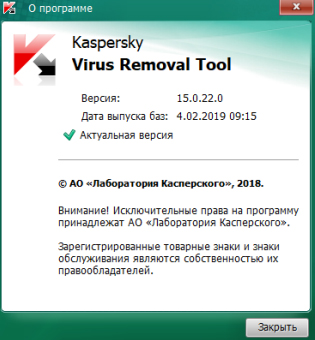 О программе
Kaspersky
Virus Removal Tool
Версия: 15.0.22.0
Дата выпуска баз: 4.02.2019 09:15
Актуальная версия
© АО «Лаборатория Касперского», 2018.
Внимание! Исключительные права на программу
принадлежат АО «Лаборатория Касперского».
Зарегистрированные товарные знаки и знаки
обслуживания являются собственностью их
правообладателей.
Закрыть